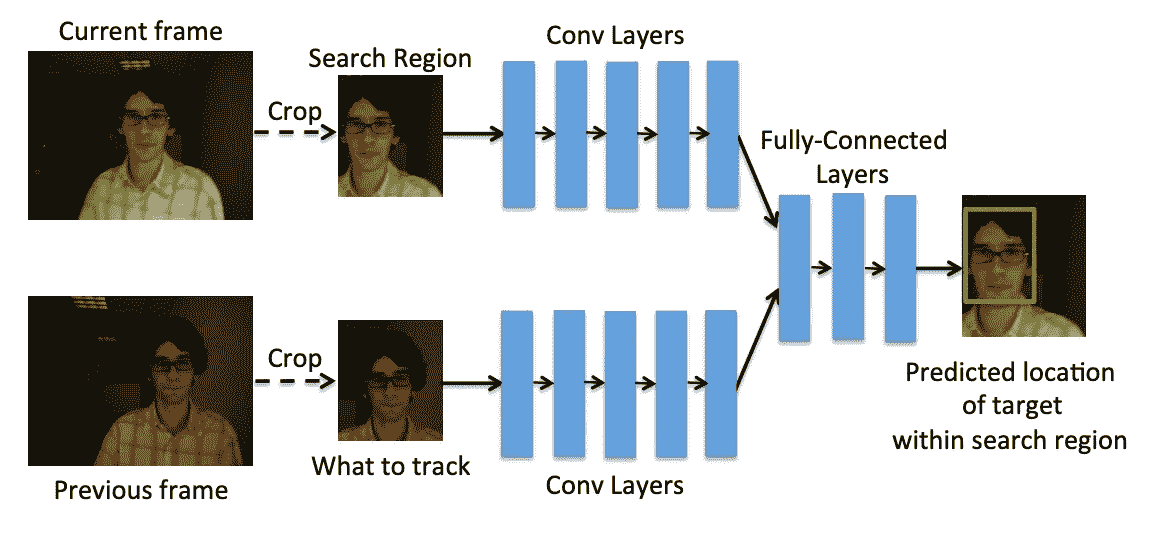 Current frame
Crop
Search Region
Conv Layers
Fully-Connected
Layers
Previous frame
Crop
What to track
Conv Layers
Predicted location
of target
within search region